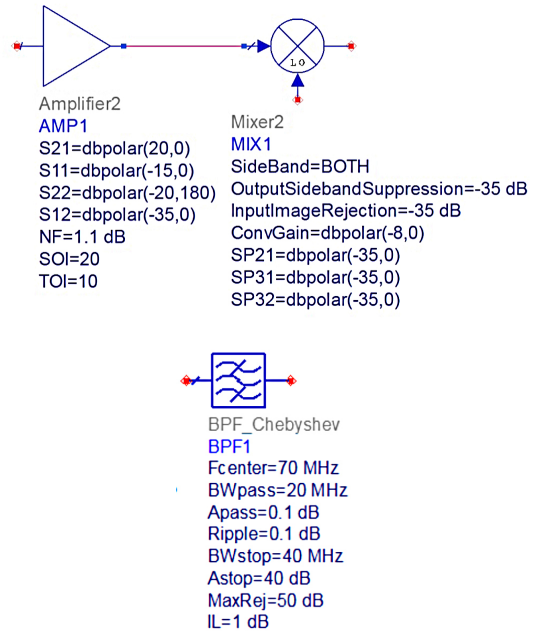 LO
Amplifier2
AMP1
S21=dbpolar(20,0)
S11=dbpolar(-15,0)
S22=dbpolar(-20,180)
S12=dbpolar(-35,0)
NF=1.1 dB
SOI=20
TOI=10
Mixer2
MIX1
SideBand=BOTH
OutputSidebandSuppression=-35 dB
InputImageRejection=-35 dB
ConvGain=dbpolar(-8,0)
SP21=dbpolar(-35,0)
SP31=dbpolar(-35,0)
SP32=dbpolar(-35,0)
BPF_Chebyshev
BPF1
Fcenter=70 MHz
BWpass=20 MHz
Apass=0.1 dB
Ripple=0.1 dB
BWstop=40 MHz
Astop=40 dB
MaxRej=50 dB
IL=1 dB